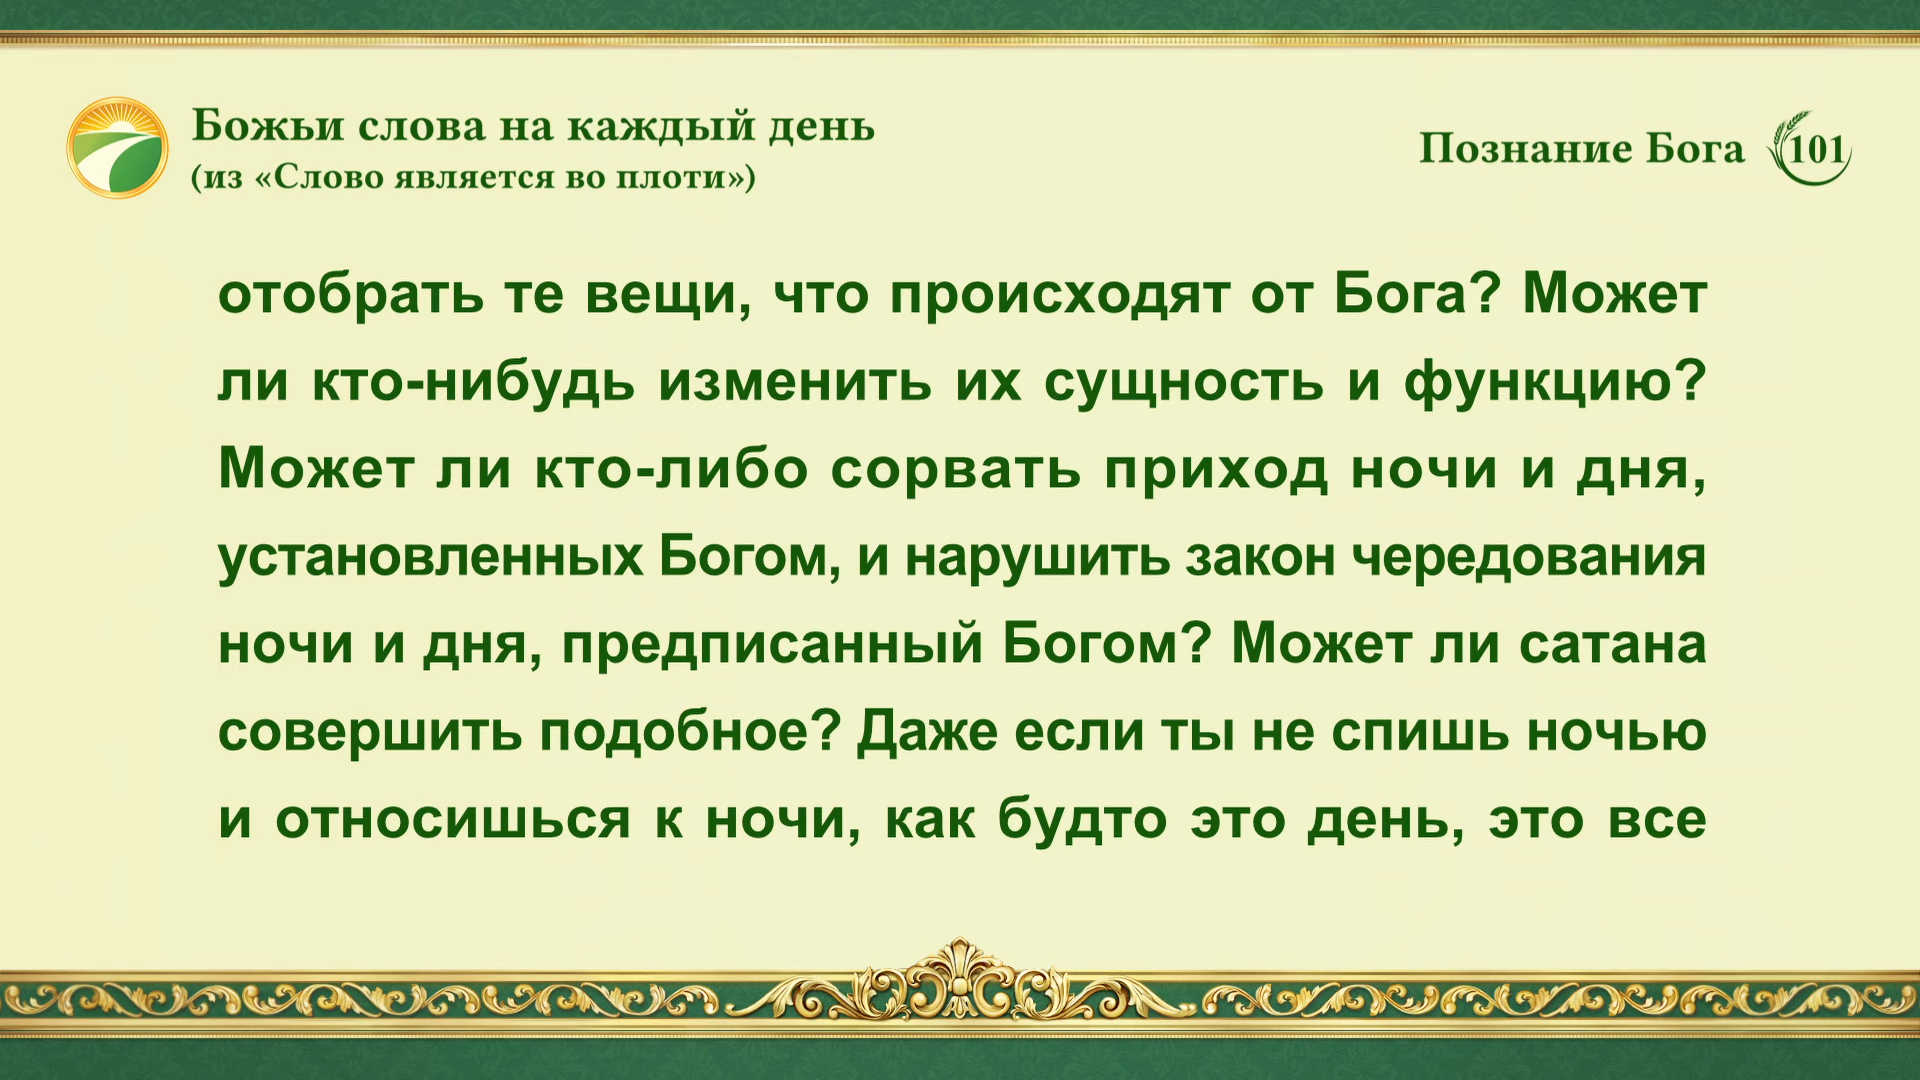 Божьи слова на каждый день
(из «Слово является во плоти»)
Познание Бога 101
отобрать те вещи, что происходят от Бога? Может
ли кто-нибудь изменить их сущность и функцию?
Может ли кто-либо сорвать приход ночи и дня,
установленных Богом, и нарушить закон чередования
ночи и дня, предписанный Богом? Может ли сатана
совершить подобное? Даже если ты не спишь ночью
и относишься к ночи, как будто это день, это все